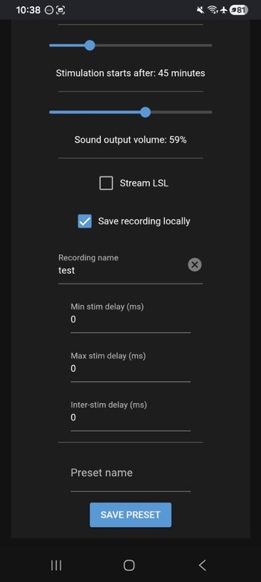 10:38
81
Stimulation starts after: 45 minutes
Sound output volume: 59%
Stream LSL
Save recording locally
Recording name
test
Min stim delay (ms)
0
Max stim delay (ms)
0
Inter-stim delay (ms)
0
Preset name
SAVE PRESET